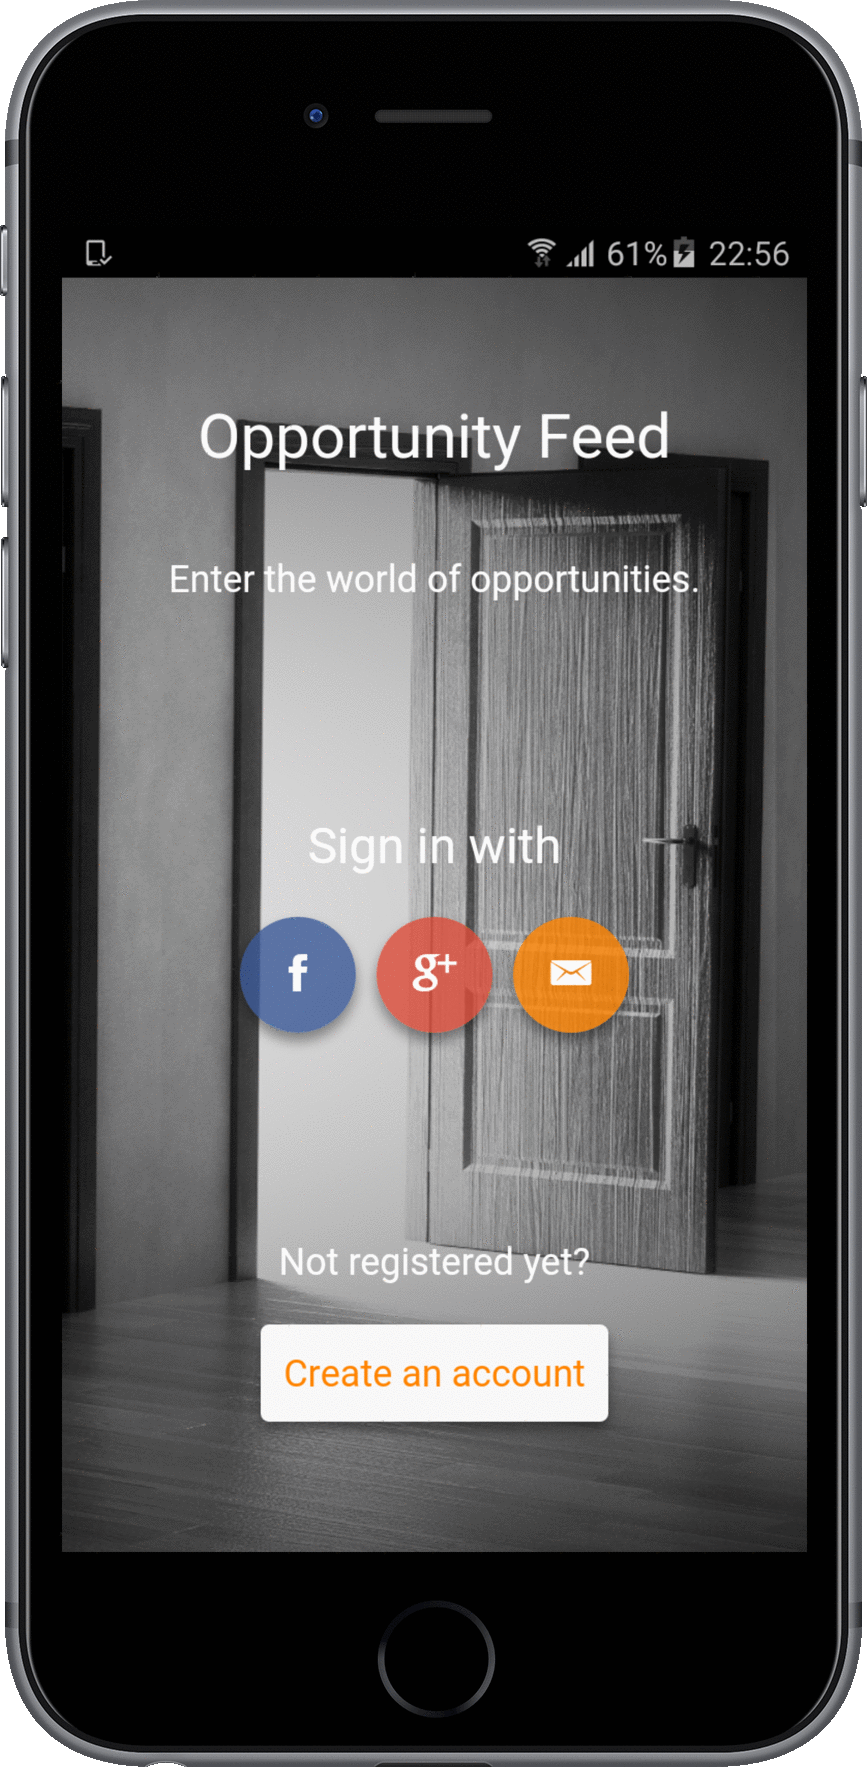 61% 22:56
Opportunity Feed
Enter the world of opportunities.
Sign in with
f g+
Not registered yet?
Create an account